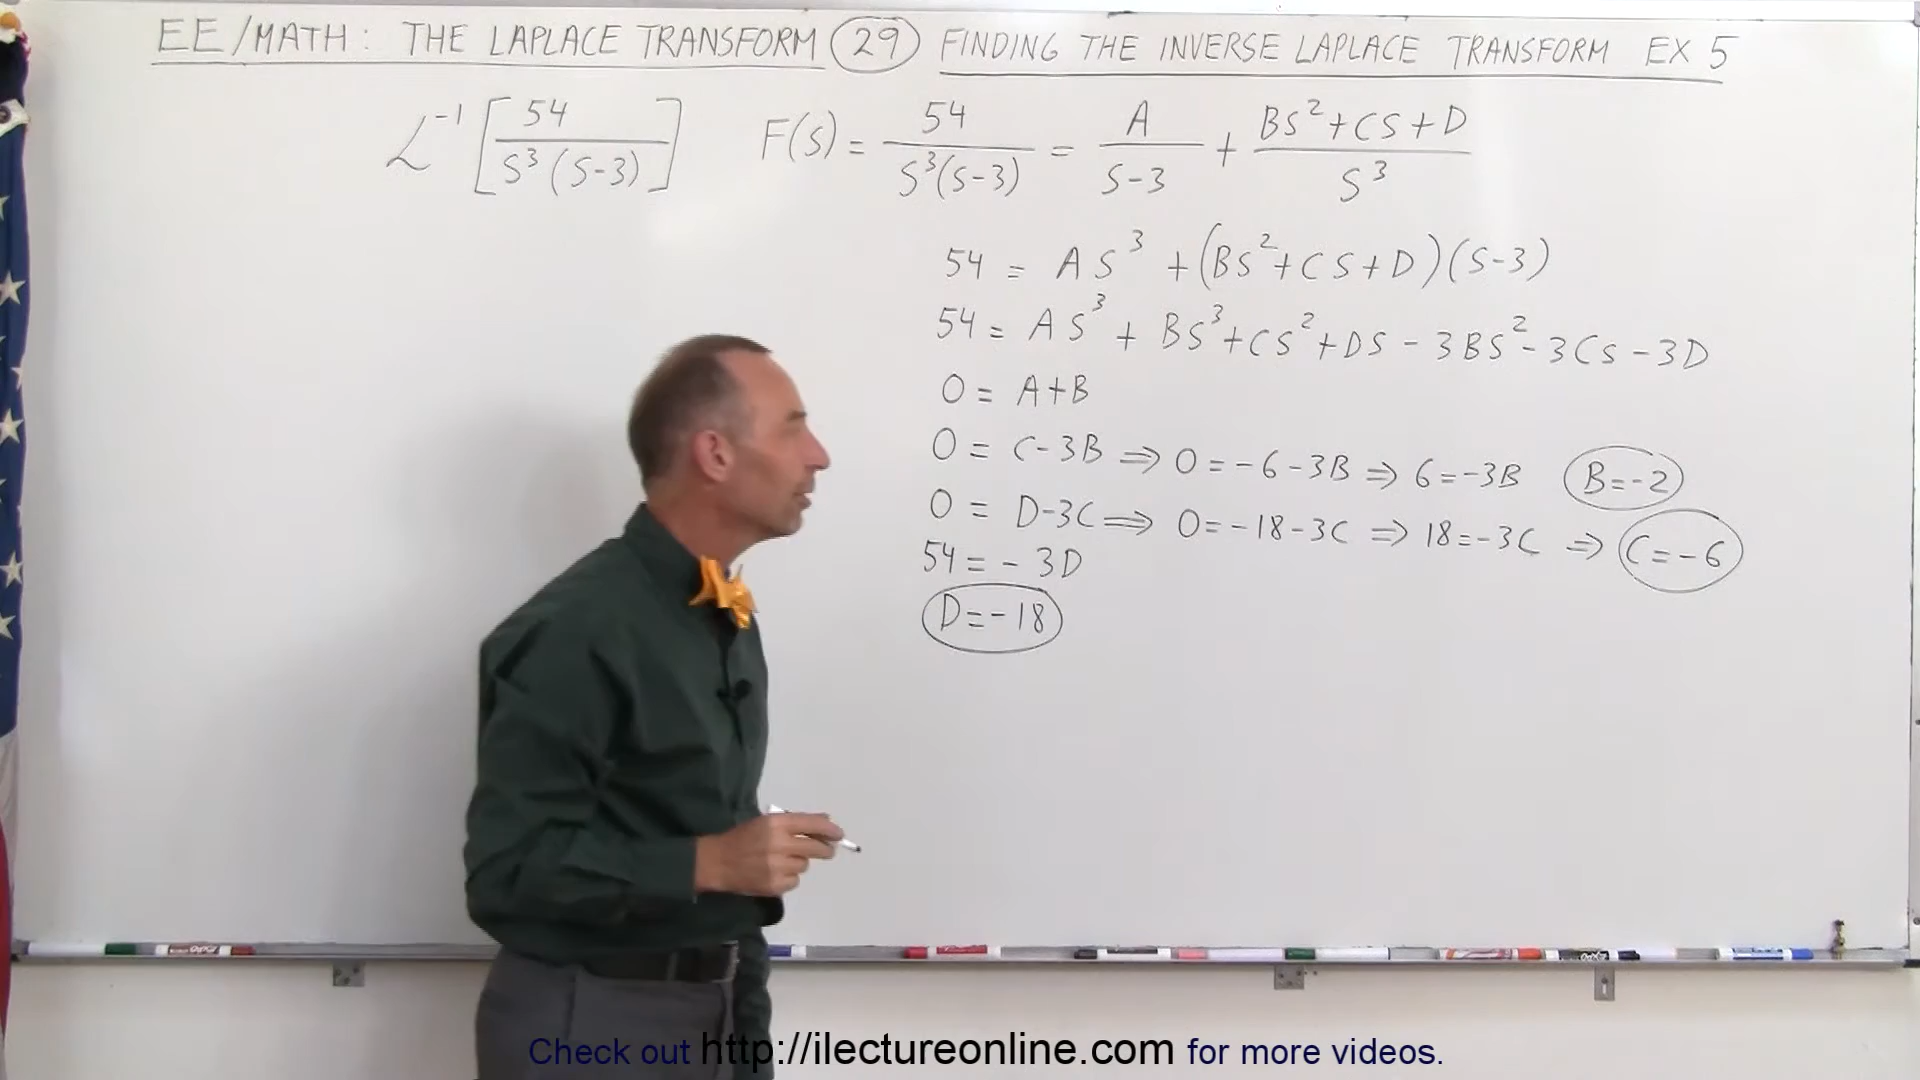 EE/MATH: THE LAPLACE TRANSFORM (29) FINDING THE INVERSE LAPLACE TRANSFORM EX 5
ℒ⁻¹ [54 / S³(S-3)]   F(s) = 54 / S³(S-3) = A / S-3 + BS²+CS+D / S³
54 = AS³ + (BS²+CS+D)(S-3)
54 = AS³ + BS³+CS²+DS - 3BS² - 3CS - 3D
0 = A+B
0 = C-3B ⇒ 0 = -6-3B ⇒ 6=-3B   B=-2
0 = D-3C ⇒ 0=-18-3C ⇒ 18=-3C ⇒ C=-6
54 = -3D
D=-18
Check out http://ilectureonline.com for more videos.